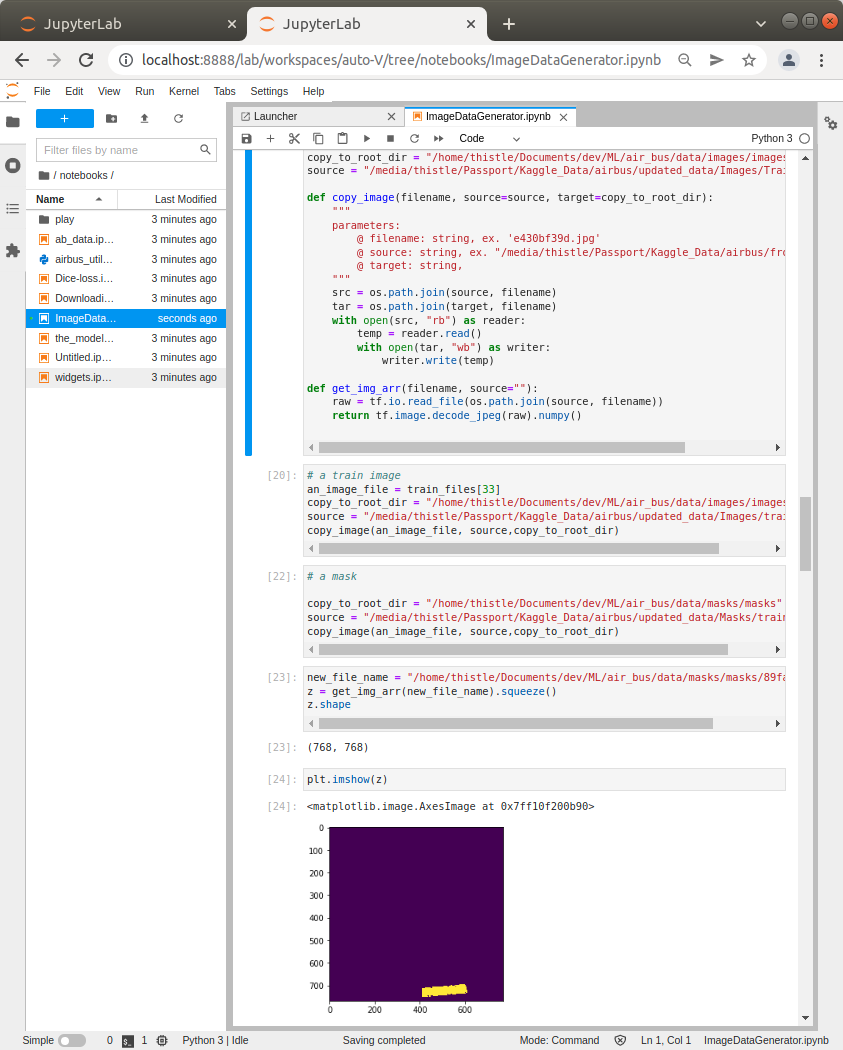 JupyterLab
JupyterLab
localhost:8888/lab/workspaces/auto-V/tree/notebooks/ImageDataGenerator.ipynb
File Edit View Run Kernel Tabs Settings Help
Filter files by name
/ notebooks /
Name Last Modified
play 3 minutes ago
ab_data.ip... 3 minutes ago
airbus_util... 3 minutes ago
Dice-loss.i... 3 minutes ago
Downloadi... 3 minutes ago
ImageData... seconds ago
the_model... 3 minutes ago
Untitled.ip... 3 minutes ago
widgets.ip... 3 minutes ago
Launcher
ImageDataGenerator.ipynb
Code
Python 3
copy_to_root_dir = "/home/thistle/Documents/dev/ML/air_bus/data/images/images
source = "/media/thistle/Passport/Kaggle_Data/airbus/updated_data/Images/Trai
def copy_image(filename, source=source, target=copy_to_root_dir):
"""
parameters:
@ filename: string, ex. 'e430bf39d.jpg'
@ source: string, ex. "/media/thistle/Passport/Kaggle_Data/airbus/fro
@ target: string,
"""
src = os.path.join(source, filename)
tar = os.path.join(target, filename)
with open(src, "rb") as reader:
temp = reader.read()
with open(tar, "wb") as writer:
writer.write(temp)
def get_img_arr(filename, source=""):
raw = tf.io.read_file(os.path.join(source, filename))
return tf.image.decode_jpeg(raw).numpy()
[20]: # a train image
an_image_file = train_files[33]
copy_to_root_dir = "/home/thistle/Documents/dev/ML/air_bus/data/images/images
source = "/media/thistle/Passport/Kaggle_Data/airbus/updated_data/Images/trai
copy_image(an_image_file, source,copy_to_root_dir)
[22]: # a mask
copy_to_root_dir = "/home/thistle/Documents/dev/ML/air_bus/data/masks/masks"
source = "/media/thistle/Passport/Kaggle_Data/airbus/updated_data/Masks/train
copy_image(an_image_file, source,copy_to_root_dir)
[23]: new_file_name = "/home/thistle/Documents/dev/ML/air_bus/data/masks/masks/89fa
z = get_img_arr(new_file_name).squeeze()
z.shape
[23]: (768, 768)
[24]: plt.imshow(z)
[24]: <matplotlib.image.AxesImage at 0x7ff10f200b90>
0
100
200
300
400
500
600
700
0 200 400 600
Simple 0 $_ 1 Python 3 | Idle Saving completed Mode: Command Ln 1, Col 1 ImageDataGenerator.ipynb